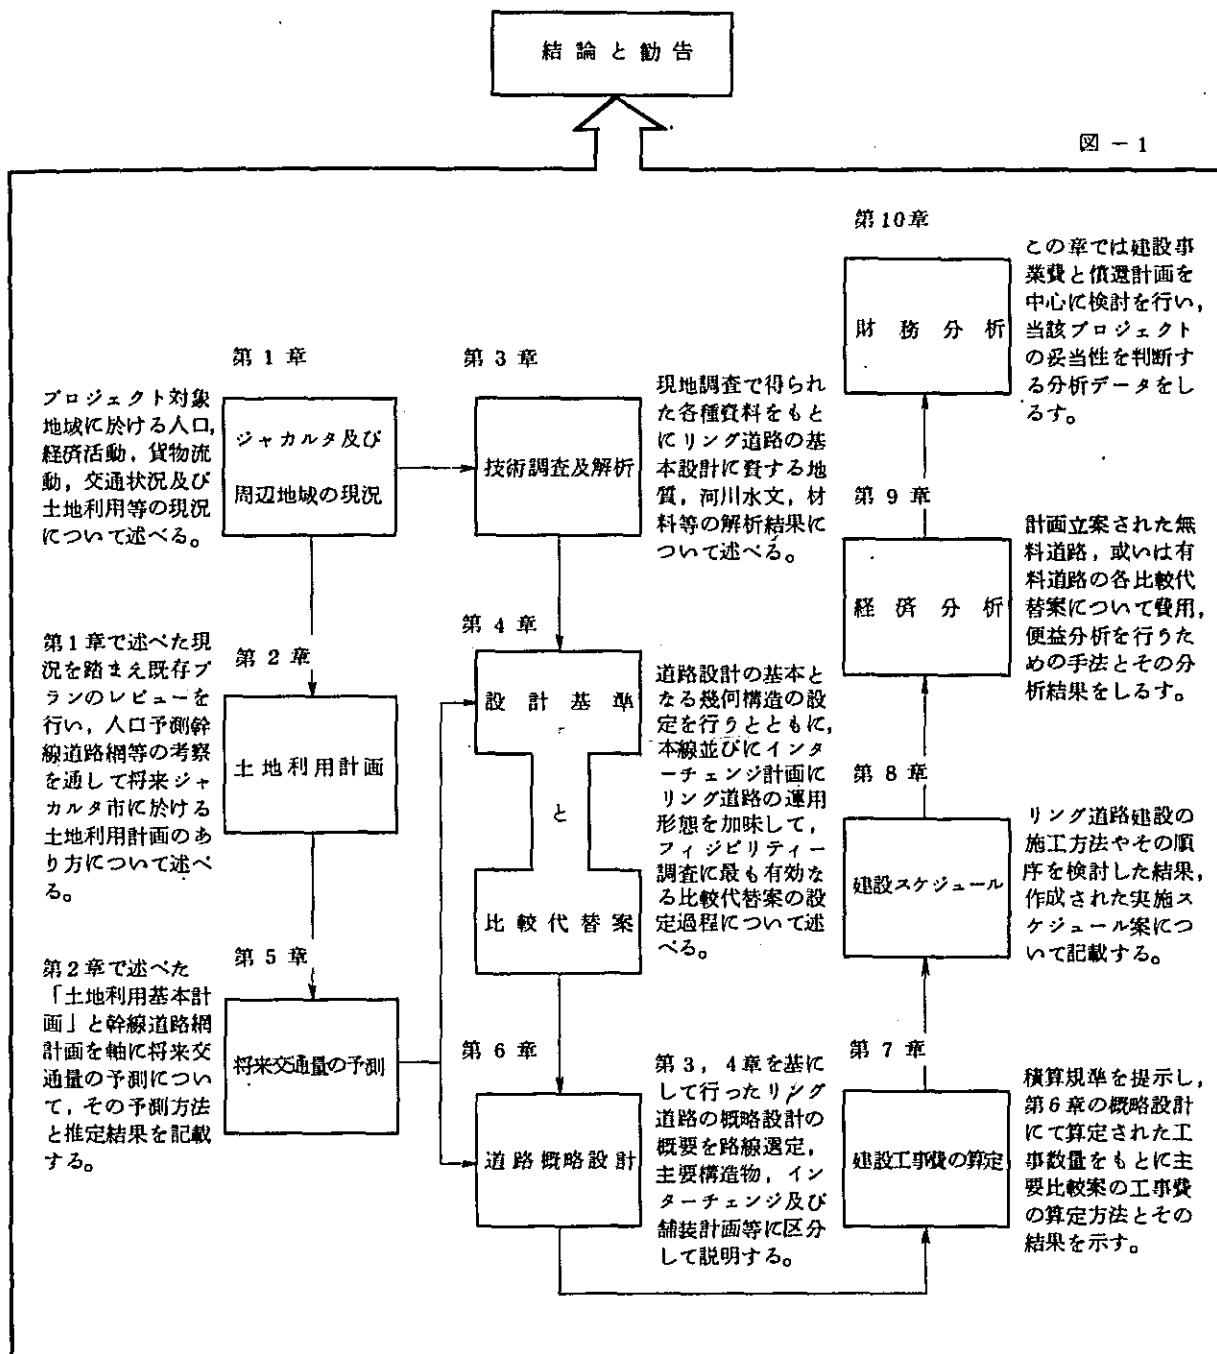 結論と勧告
図－1
第1章
プロジェクト対象
地域に於ける人口,
経済活動，貨物流
動，交通状況及び
土地利用等の現況
について述べる。
ジャカルタ及び
周辺地域の現況
第1章で述べた現
況を踏まえ既存プ
ランのレビューを
行い，人口予測幹
線道路網等の考察
を通して将来ジャ
カルタ市に於ける
土地利用計画のあ
り方について述べ
る。
第2章
土地利用計画
第5章
第2章で述べた
「土地利用基本計
画」と幹線道路網
計画を軸に将来交
通量の予測につい
て，その予測方法
と推定結果を記載
する。
将来交通量の予測
第3章
技術調査及解析
現地調査で得られ
た各種資料をもと
にリング道路の基
本設計に資する地
質，河川水文，材
料等の解析結果に
ついて述べる。
第4章
設計基準
と
比較代替案
道路設計の基本と
なる幾何構造の設
定を行うとともに,
本線並びにインタ
ーチェンジ計画に
リング道路の運用
形態を加味して，
フィジビリティー
調査に最も有効な
る比較代替案の設
定過程について述
べる。
第6章
道路概略設計
第3，4章を基に
して行ったリング
道路の概略設計の
概要を路線選定，
主要構造物，イン
ターチェンジ及び
舗装計画等に区分
して説明する。
第7章
建設工事費の算定
積算規準を提示し,
第6章の概略設計
にて算定された工
事数量をもとに主
要比較案の工事費
の算定方法とその
結果を示す。
第8章
建設スケジュール
リング道路建設の
施工方法やその順
序を検討した結果,
作成された実施ス
ケジュール案につ
いて記載する。
第9章
経済分析
計画立案された無
料道路，或いは有
料道路の各比較代
替案について費用,
便益分析を行うた
めの手法とその分
析結果をしるす。
第10章
財務分析
この章では建設事
業費と償還計画を
中心に検討を行い,
当該プロジェクト
の妥当性を判断す
る分析データをし
るす。